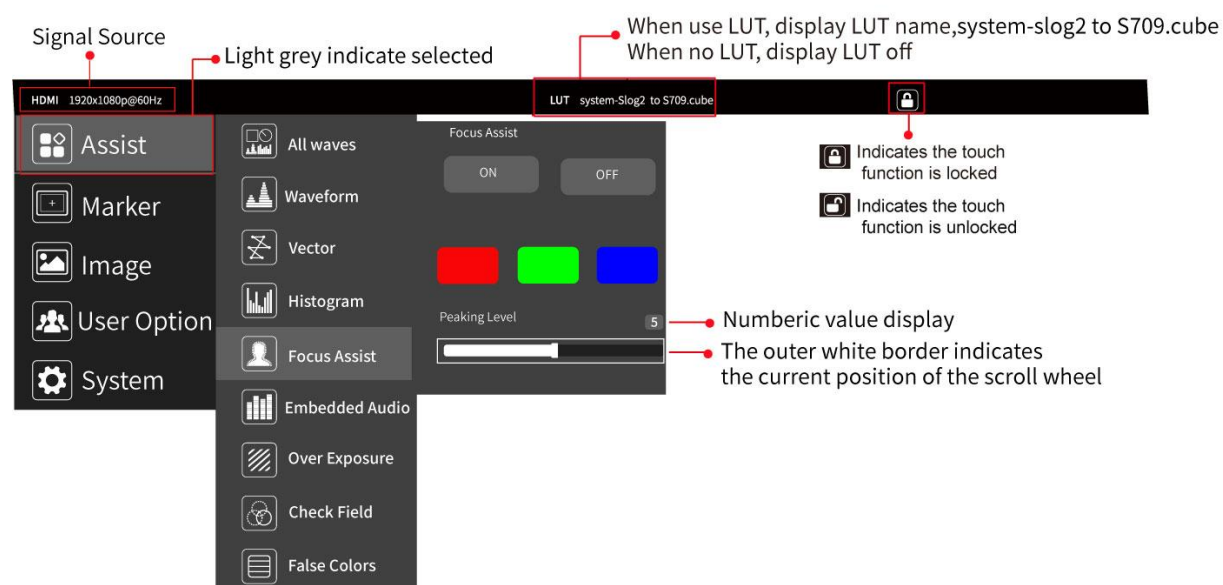 Signal Source
Light grey indicate selected
When use LUT, display LUT name,system-slog2 to S709.cube
When no LUT, display LUT off
HDMI 1920x1080p@60Hz
LUT system-Slog2 to S709.cube
Assist
Marker
Image
User Option
System
All waves
Waveform
Vector
Histogram
Focus Assist
Embedded Audio
Over Exposure
Check Field
False Colors
Focus Assist
ON OFF
Peaking Level 5
Indicates the touch
function is locked
Indicates the touch
function is unlocked
Numberic value display
The outer white border indicates
the current position of the scroll wheel